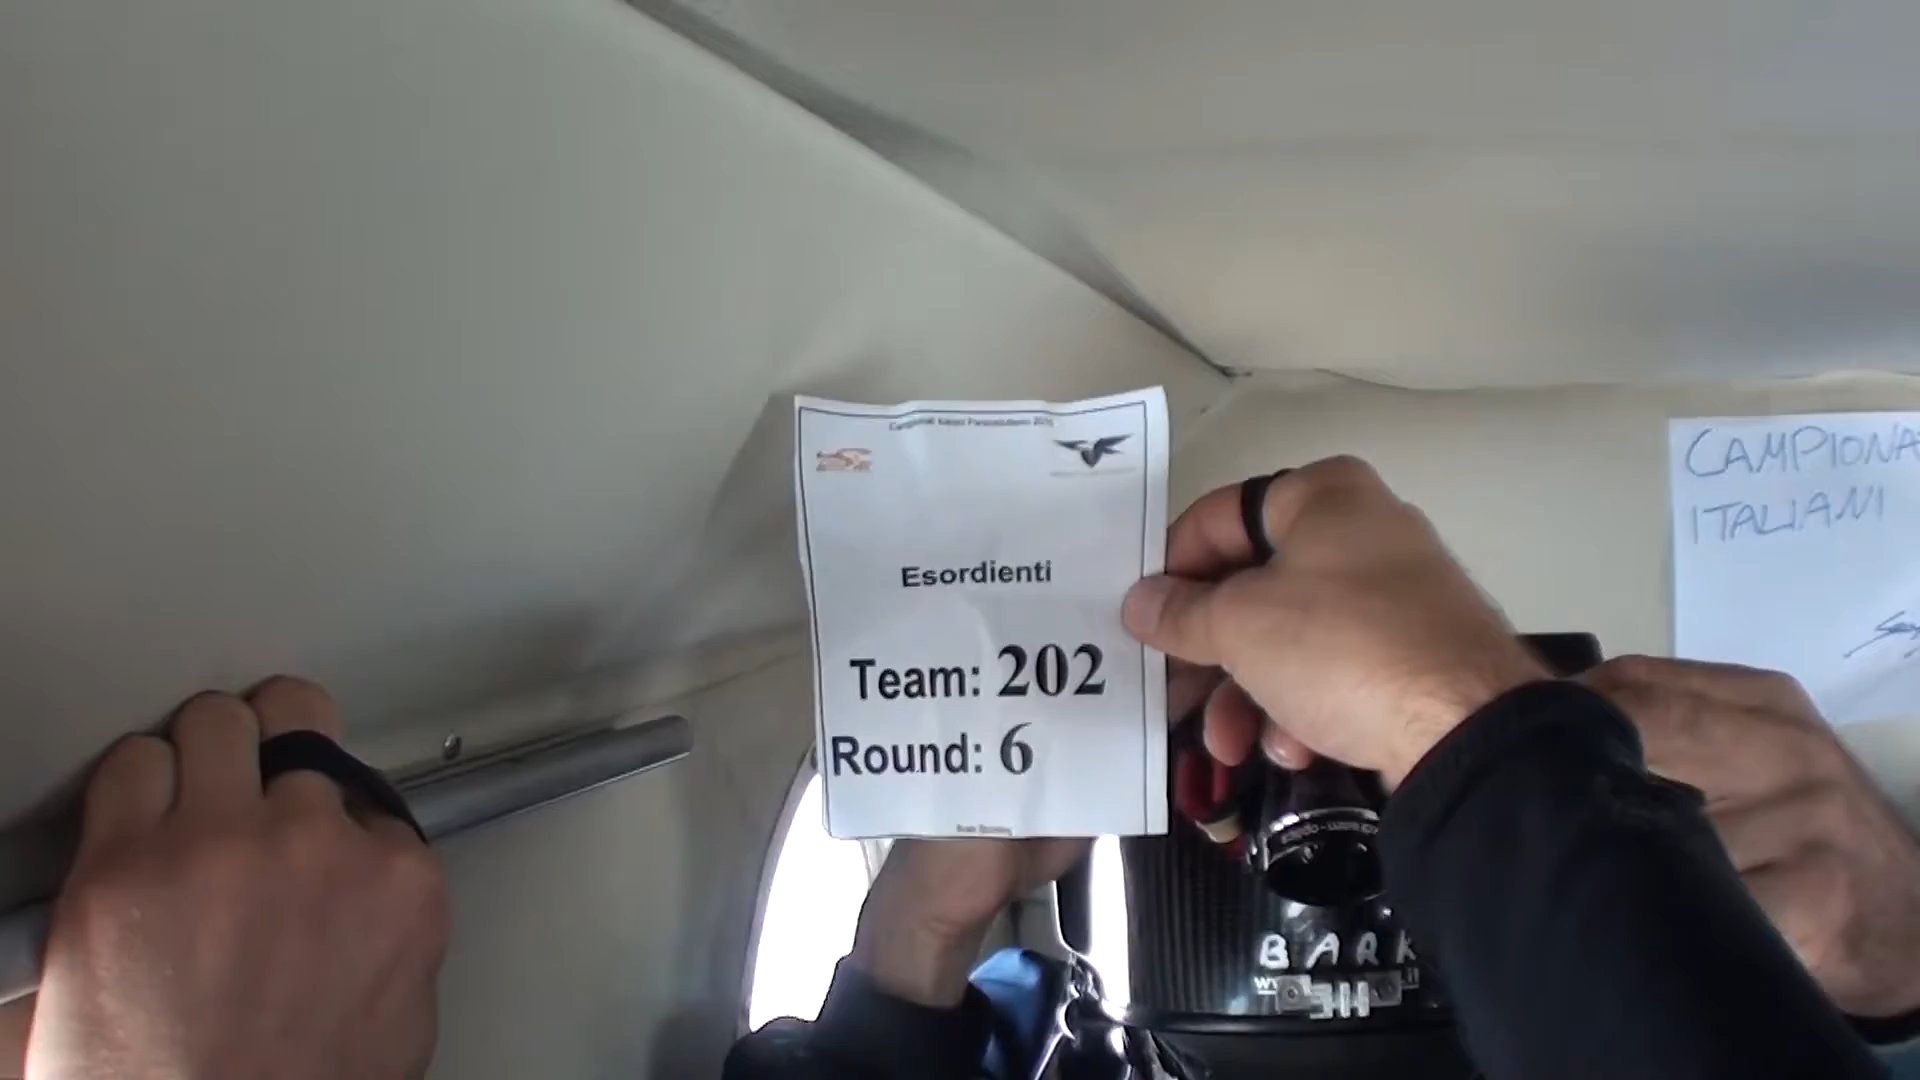 Esordienti
Team: 202
Round: 6
CAMPIONA
ITALIANI
BARK